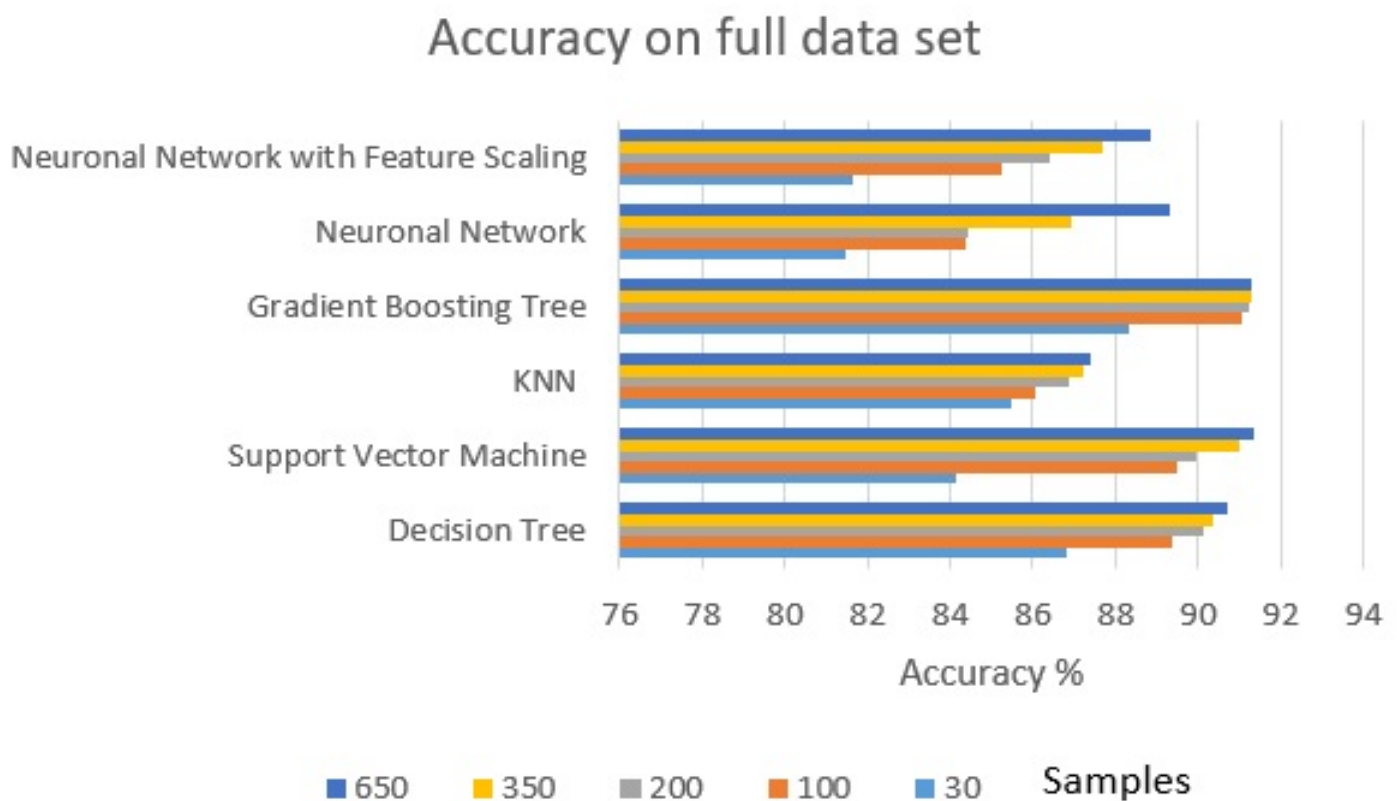 Accuracy on full data set
Neuronal Network with Feature Scaling
Neuronal Network
Gradient Boosting Tree
KNN
Support Vector Machine
Decision Tree
76 78 80 82 84 86 88 90 92 94
Accuracy %
650 350 200 100 30 Samples